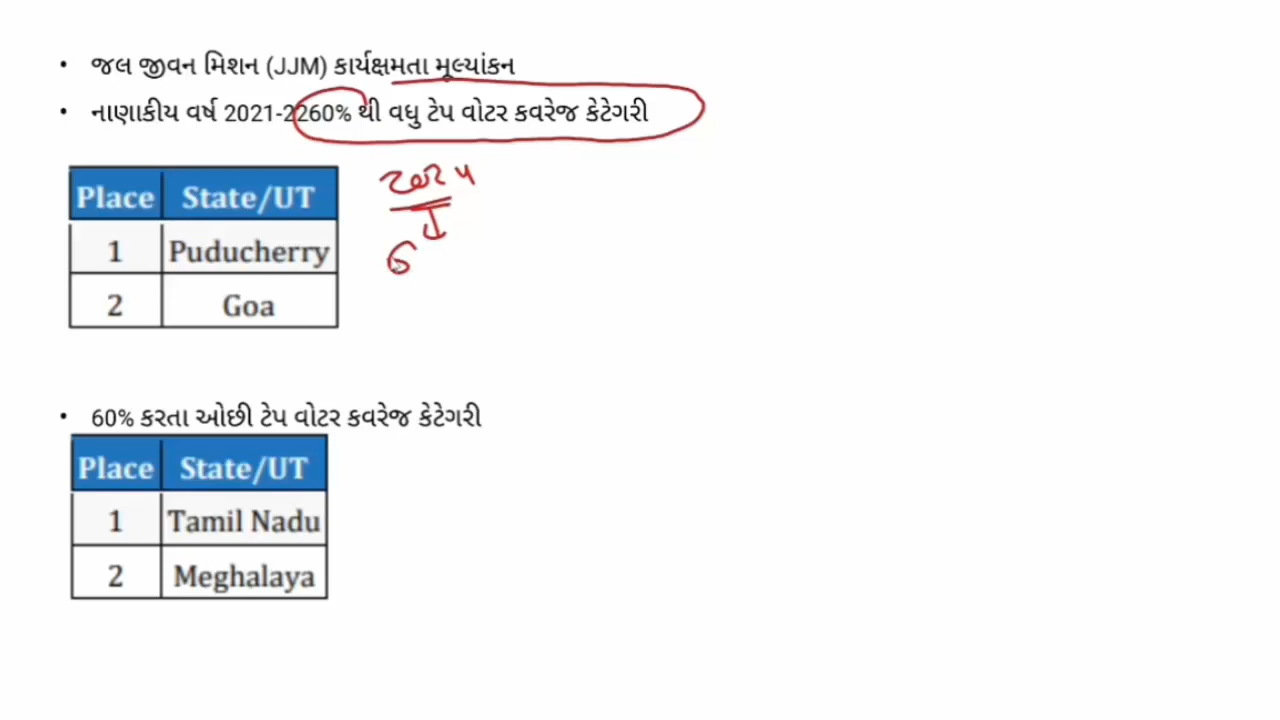 • જલ જીવન મિશન (JJM) કાર્યક્ષમતા મૂલ્યાંકન
• નાણાકીય વર્ષ 2021-2260% થી વધુ ટેપ વોટર કવરેજ કેટેગરી
Place State/UT
1 Puducherry
2 Goa
• 60% કરતા ઓછી ટેપ વોટર કવરેજ કેટેગરી
Place State/UT
1 Tamil Nadu
2 Meghalaya